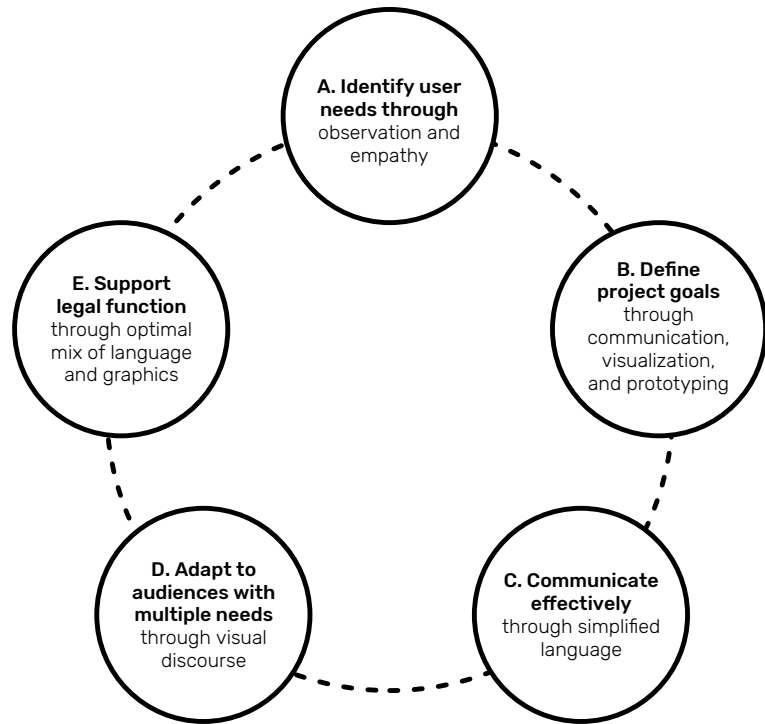 A. Identify user
needs through
observation and
empathy
B. Define
project goals
through
communication,
visualization,
and prototyping
C. Communicate
effectively
through simplified
language
D. Adapt to
audiences with
multiple needs
through visual
discourse
E. Support
legal function
through optimal
mix of language
and graphics